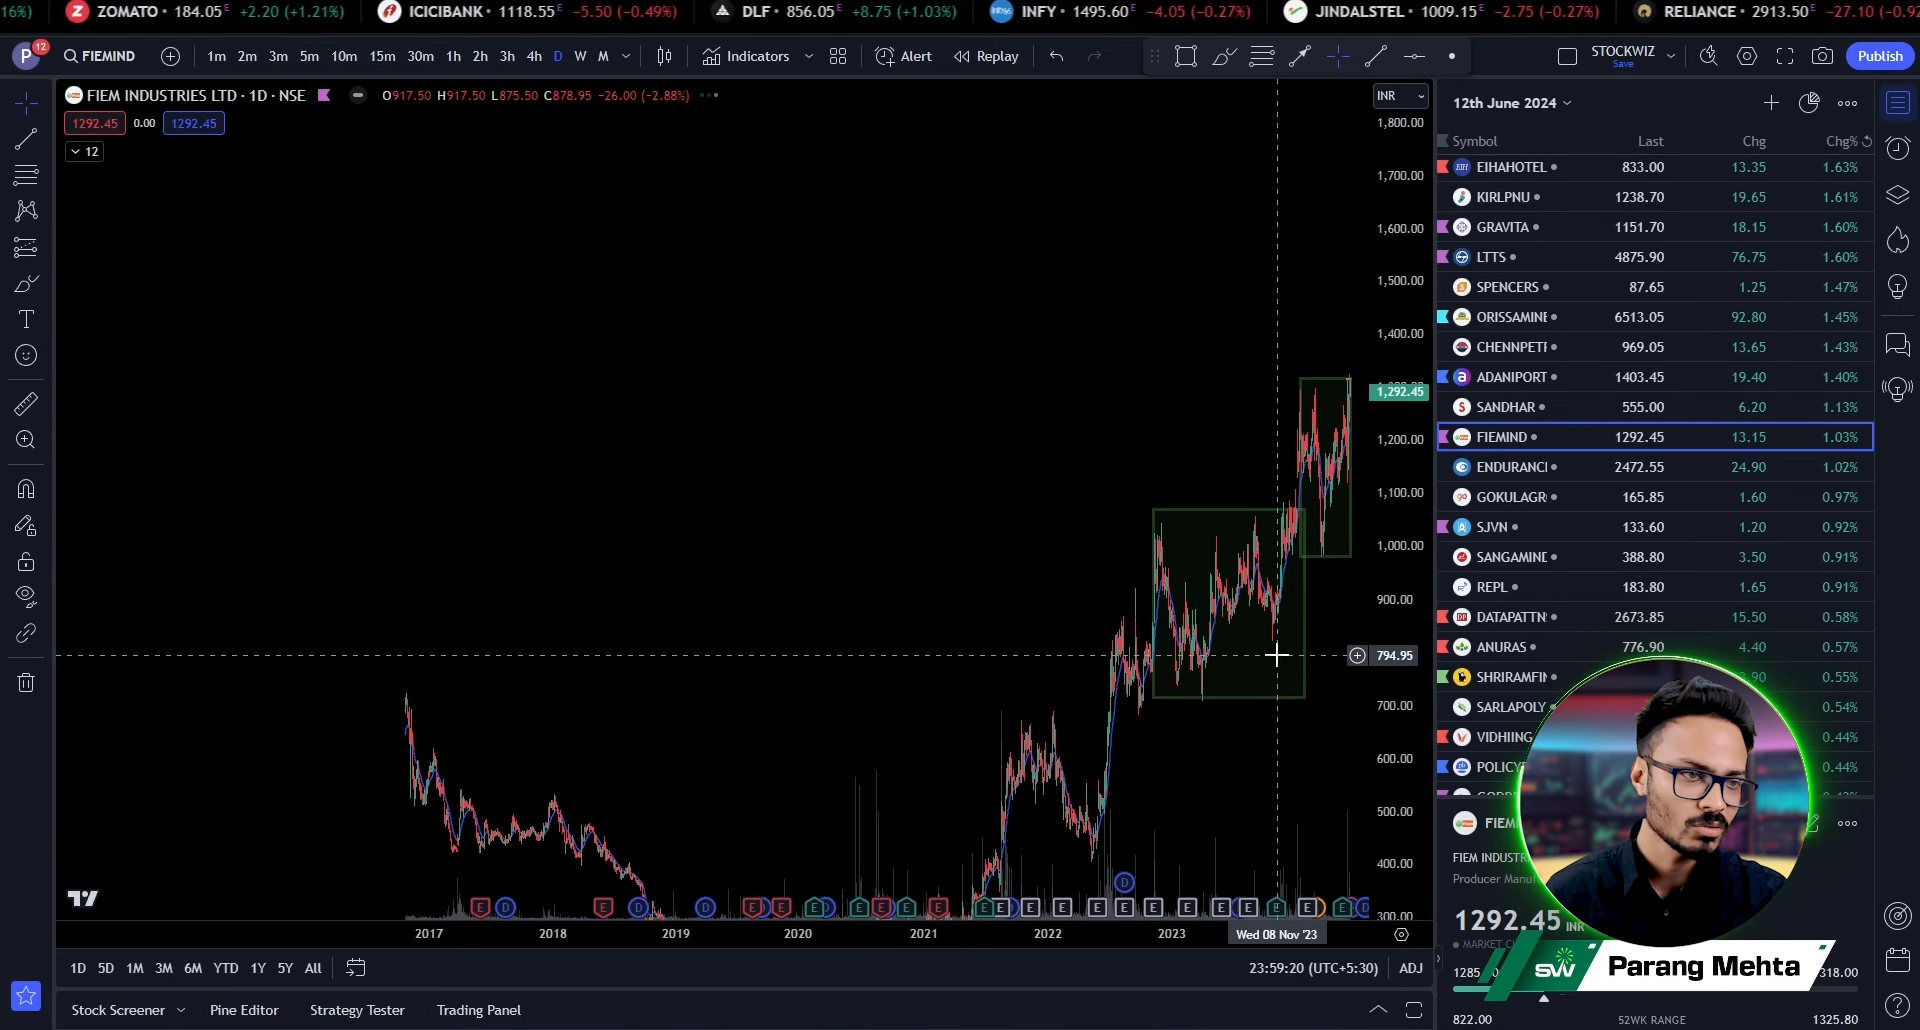 16%) ZOMATO • 184.05 E +2.20 (+1.21%) ICICIBANK • 1118.55 E −5.50 (−0.49%) DLF • 856.05 E +8.75 (+1.03%) INFY • 1495.60 E −4.05 (−0.27%) JINDALSTEL • 1009.15 E −2.75 (−0.27%) RELIANCE • 2913.50 E −27.10 (−0.92
P 12 FIEMIND 1m 2m 3m 5m 10m 15m 30m 1h 2h 3h 4h D W M Indicators Alert Replay STOCKWIZ Save Publish
FIEM INDUSTRIES LTD · 1D · NSE O917.50 H917.50 L875.50 C878.95 −26.00 (−2.88%) INR
1292.45 0.00 1292.45
12
1,800.00
1,700.00
1,600.00
1,500.00
1,400.00
1,292.45
1,200.00
1,100.00
1,000.00
900.00
794.95
700.00
600.00
500.00
400.00
300.00
E D E D D E E E D E E E E E D E E E D E E E E E E E E E D
2017 2018 2019 2020 2021 2022 2023 Wed 08 Nov '23
1D 5D 1M 3M 6M YTD 1Y 5Y All 23:59:20 (UTC+5:30) ADJ
Stock Screener Pine Editor Strategy Tester Trading Panel
12th June 2024
Symbol Last Chg Chg%
EIHAHOTEL 833.00 13.35 1.63%
KIRLPNU 1238.70 19.65 1.61%
GRAVITA 1151.70 18.15 1.60%
LTTS 4875.90 76.75 1.60%
SPENCERS 87.65 1.25 1.47%
ORISSAMINE 6513.05 92.80 1.45%
CHENNPETR 969.05 13.65 1.43%
ADANIPORT 1403.45 19.40 1.40%
SANDHAR 555.00 6.20 1.13%
FIEMIND 1292.45 13.15 1.03%
ENDURANCE 2472.55 24.90 1.02%
GOKULAGR 165.85 1.60 0.97%
SJVN 133.60 1.20 0.92%
SANGAMIND 388.80 3.50 0.91%
REPL 183.80 1.65 0.91%
DATAPATTN 2673.85 15.50 0.58%
ANURAS 776.90 4.40 0.57%
SHRIRAMFIN .90 0.55%
SARLAPOLY 0.54%
VIDHIING 0.44%
POLICY 0.44%
FIEM
FIEM INDUSTR
Producer Manuf
1292.45 INR
MARKET C
1285. 318.00
SW Parang Mehta
822.00 52WK RANGE 1325.80